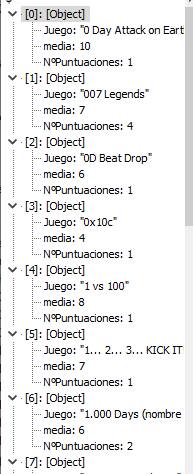 [0]: [Object]
Juego: "0 Day Attack on Eart
media: 10
NºPuntuaciones: 1
[1]: [Object]
Juego: "007 Legends"
media: 7
NºPuntuaciones: 4
[2]: [Object]
Juego: "0D Beat Drop"
media: 6
NºPuntuaciones: 1
[3]: [Object]
Juego: "0x10c"
media: 4
NºPuntuaciones: 1
[4]: [Object]
Juego: "1 vs 100"
media: 8
NºPuntuaciones: 1
[5]: [Object]
Juego: "1... 2... 3... KICK IT!
media: 7
NºPuntuaciones: 1
[6]: [Object]
Juego: "1.000 Days (nombre
media: 6
NºPuntuaciones: 2
[7]: [Object]